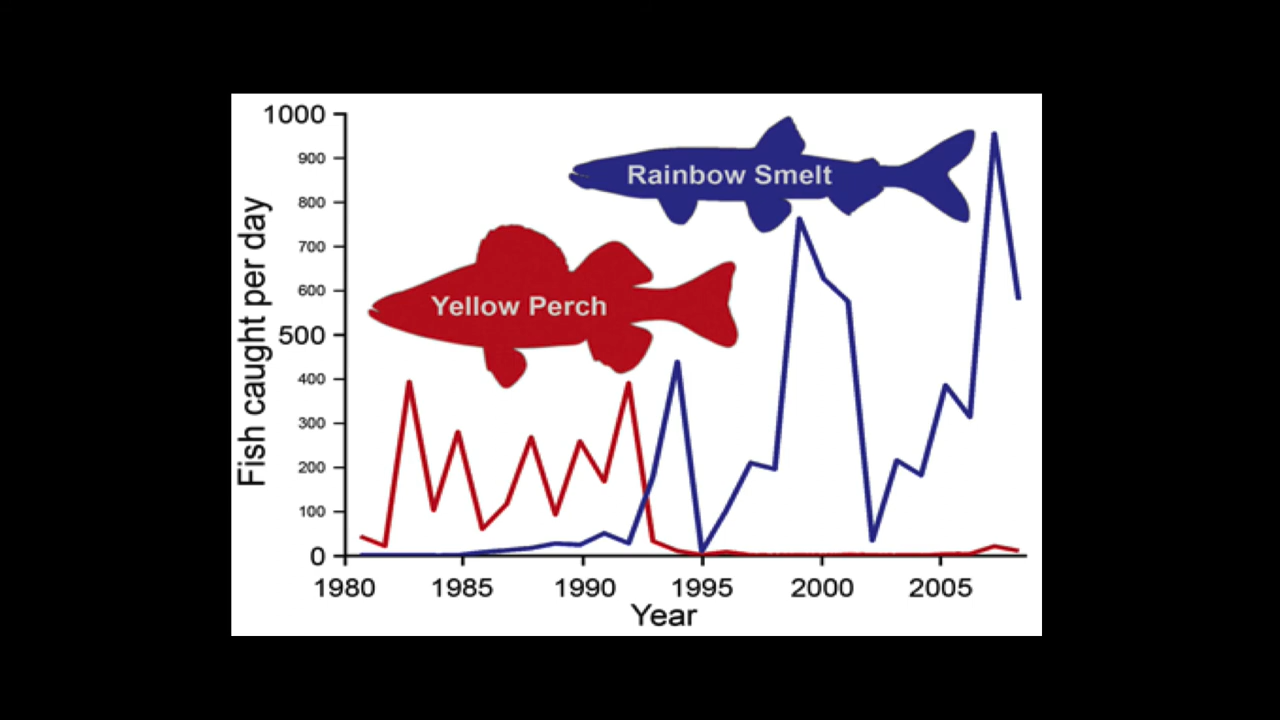 1000
900
800
700
600
500
400
300
200
100
0
Fish caught per day
Rainbow Smelt
Yellow Perch
1980 1985 1990 1995 2000 2005
Year